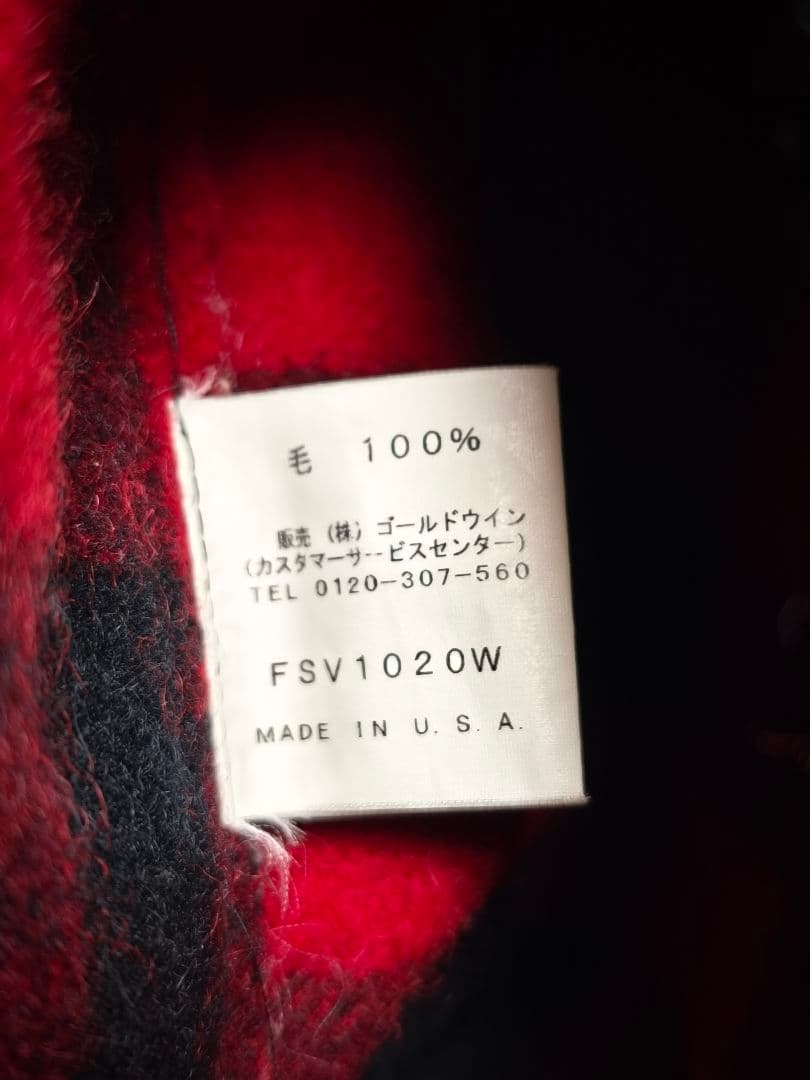 毛 100%
販売 (株) ゴールドウイン
(カスタマーサービスセンター)
TEL 0120-307-560
FSV1020W
MADE IN U.S.A.